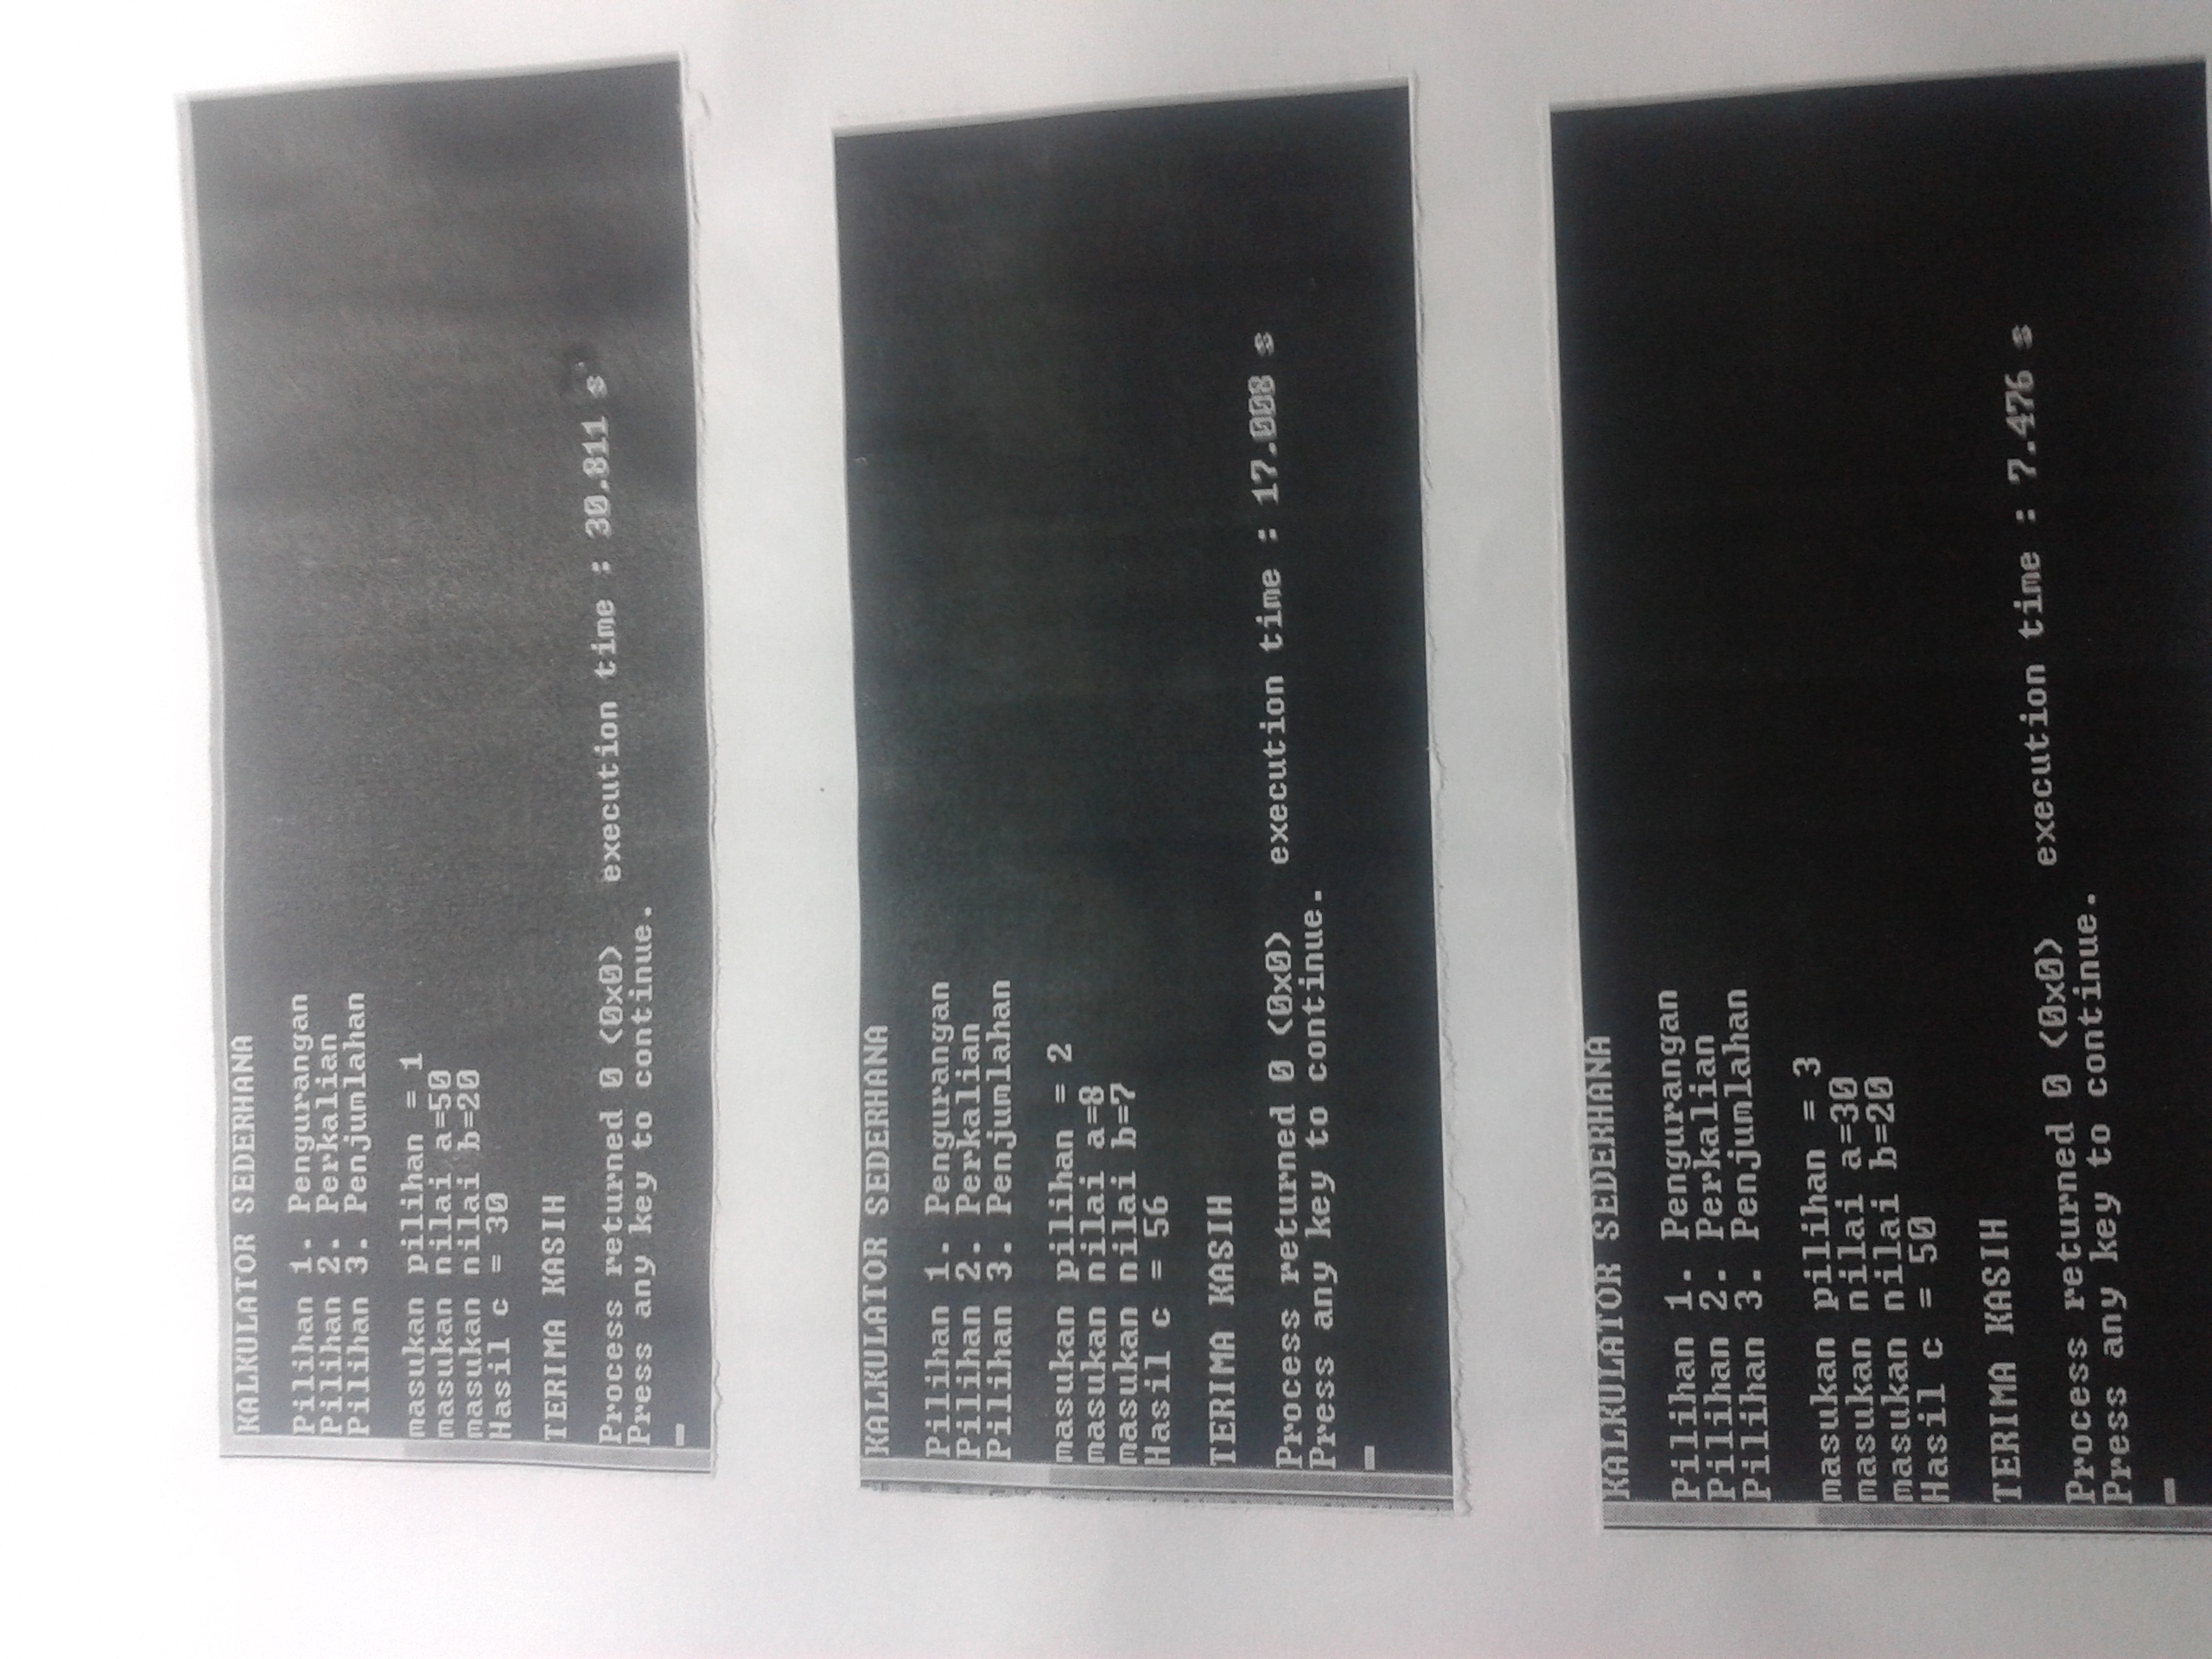 KALKULATOR SEDERHANA
Pilihan 1. Pengurangan
Pilihan 2. Perkalian
Pilihan 3. Penjumlahan
masukan pilihan = 1
masukan nilai a=50
masukan nilai b=20
Hasil c = 30
TERIMA KASIH
Process returned 0 (0x0)   execution time : 30.811 s
Press any key to continue.
KALKULATOR SEDERHANA
Pilihan 1. Pengurangan
Pilihan 2. Perkalian
Pilihan 3. Penjumlahan
masukan pilihan = 2
masukan nilai a=8
masukan nilai b=7
Hasil c = 56
TERIMA KASIH
Process returned 0 (0x0)   execution time : 17.008 s
Press any key to continue.
KALKULATOR SEDERHANA
Pilihan 1. Pengurangan
Pilihan 2. Perkalian
Pilihan 3. Penjumlahan
masukan pilihan = 3
masukan nilai a=30
masukan nilai b=20
Hasil c = 50
TERIMA KASIH
Process returned 0 (0x0)   execution time : 7.476 s
Press any key to continue.